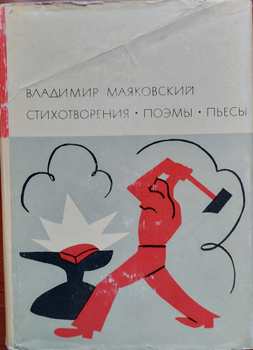 ВЛАДИМИР МАЯКОВСКИЙ
СТИХОТВОРЕНИЯ • ПОЭМЫ • ПЬЕСЫ